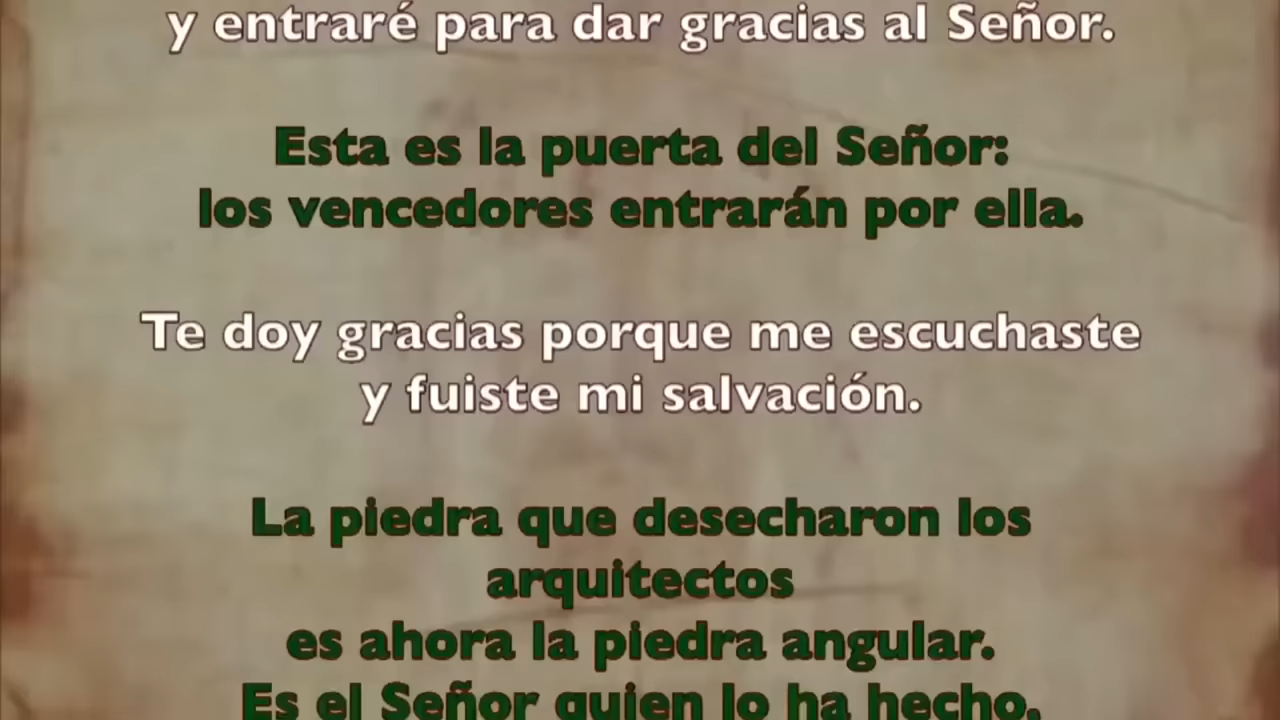 y entraré para dar gracias al Señor.
Esta es la puerta del Señor:
los vencedores entrarán por ella.
Te doy gracias porque me escuchaste
y fuiste mi salvación.
La piedra que desecharon los
arquitectos
es ahora la piedra angular.
Es el Señor quien lo ha hecho,